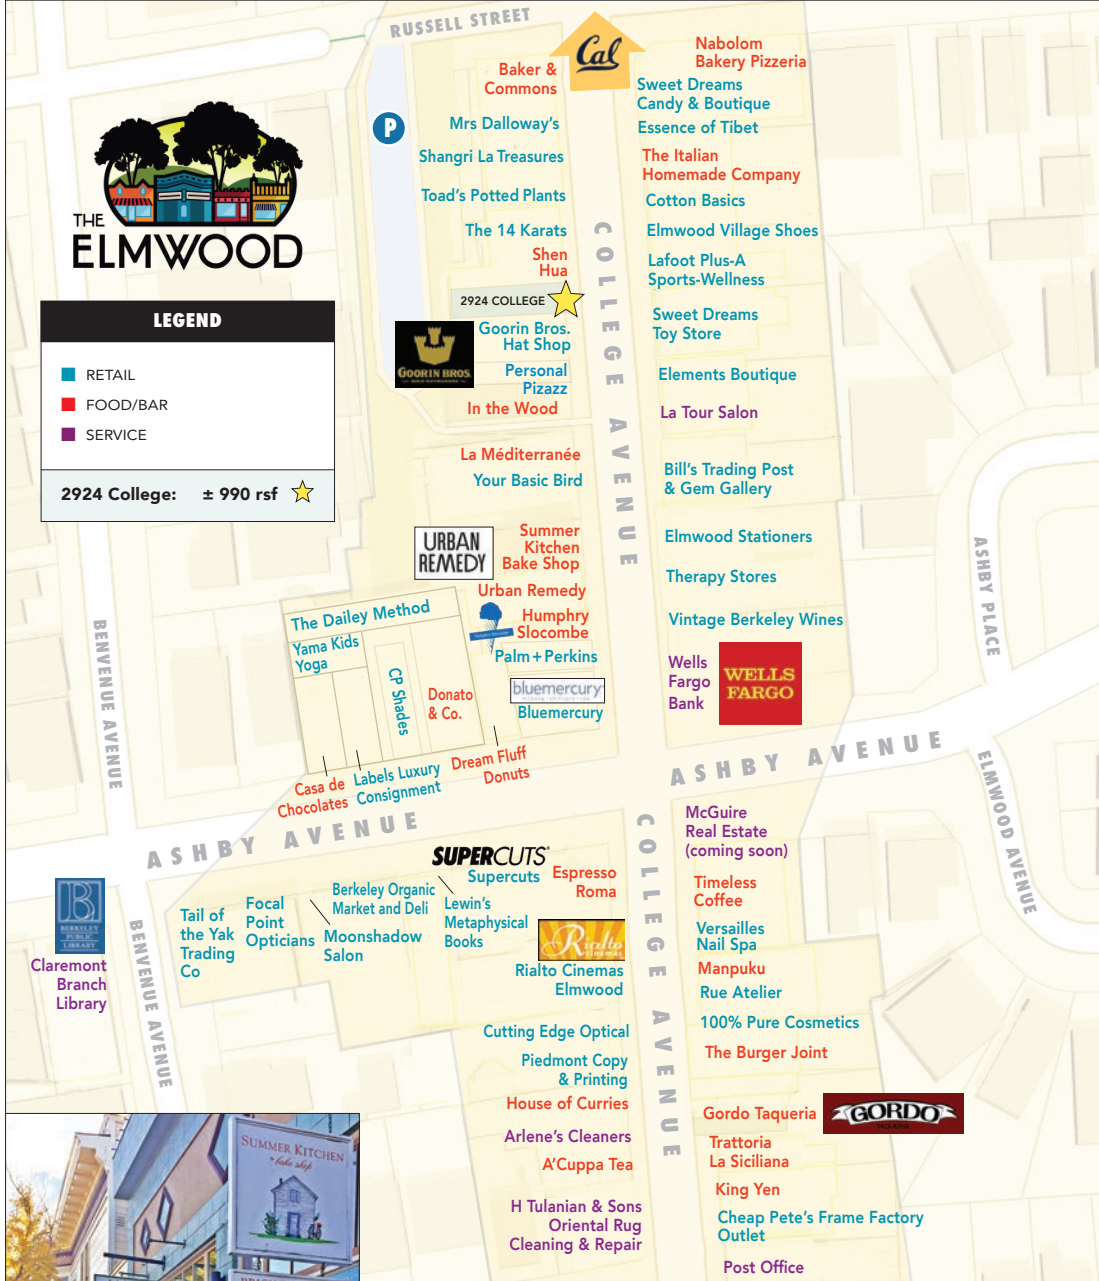 RUSSELL STREET
Cal
THE
ELMWOOD
LEGEND
RETAIL
FOOD/BAR
SERVICE
2924 College: ± 990 rsf
P
Baker &
Commons
Mrs Dalloway's
Shangri La Treasures
Toad's Potted Plants
The 14 Karats
Shen
Hua
2924 COLLEGE
GOORIN BROS.
Goorin Bros.
Hat Shop
Personal
Pizazz
In the Wood
La Méditerranée
Your Basic Bird
URBAN
REMEDY
Summer
Kitchen
Bake Shop
Urban Remedy
Humphry
Slocombe
Palm + Perkins
bluemercury
Bluemercury
The Dailey Method
Yama Kids
Yoga
CP Shades
Donato
& Co.
Casa de
Chocolates
Labels Luxury
Consignment
Dream Fluff
Donuts
COLLEGE AVENUE
Nabolom
Bakery Pizzeria
Sweet Dreams
Candy & Boutique
Essence of Tibet
The Italian
Homemade Company
Cotton Basics
Elmwood Village Shoes
Lafoot Plus-A
Sports-Wellness
Sweet Dreams
Toy Store
Elements Boutique
La Tour Salon
Bill's Trading Post
& Gem Gallery
Elmwood Stationers
Therapy Stores
Vintage Berkeley Wines
Wells
Fargo
Bank
WELLS
FARGO
ASHBY PLACE
BENVENUE AVENUE
ASHBY AVENUE
ASHBY AVENUE
ELMWOOD AVENUE
BENVENUE AVENUE
BERKELEY
PUBLIC
LIBRARY
Claremont
Branch
Library
Tail of
the Yak
Trading
Co
Focal
Point
Opticians
Berkeley Organic
Market and Deli
Moonshadow
Salon
SUPERCUTS
Supercuts
Lewin's
Metaphysical
Books
Espresso
Roma
Rialto
CINEMAS
Rialto Cinemas
Elmwood
Cutting Edge Optical
Piedmont Copy
& Printing
House of Curries
Arlene's Cleaners
A'Cuppa Tea
H Tulanian & Sons
Oriental Rug
Cleaning & Repair
COLLEGE AVENUE
McGuire
Real Estate
(coming soon)
Timeless
Coffee
Versailles
Nail Spa
Manpuku
Rue Atelier
100% Pure Cosmetics
The Burger Joint
Gordo Taqueria
GORDO
TAQUERIA
Trattoria
La Siciliana
King Yen
Cheap Pete's Frame Factory
Outlet
Post Office
SUMMER KITCHEN
bake shop